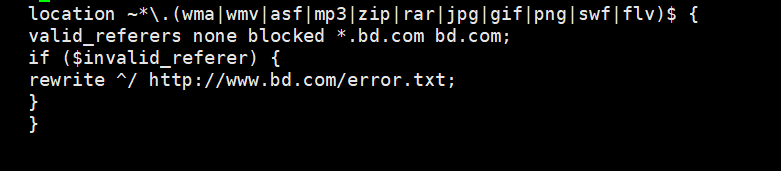 location ~*\.(wma|wmv|asf|mp3|zip|rar|jpg|gif|png|swf|flv)$ {
valid_referers none blocked *.bd.com bd.com;
if ($invalid_referer) {
rewrite ^/ http://www.bd.com/error.txt;
}
}